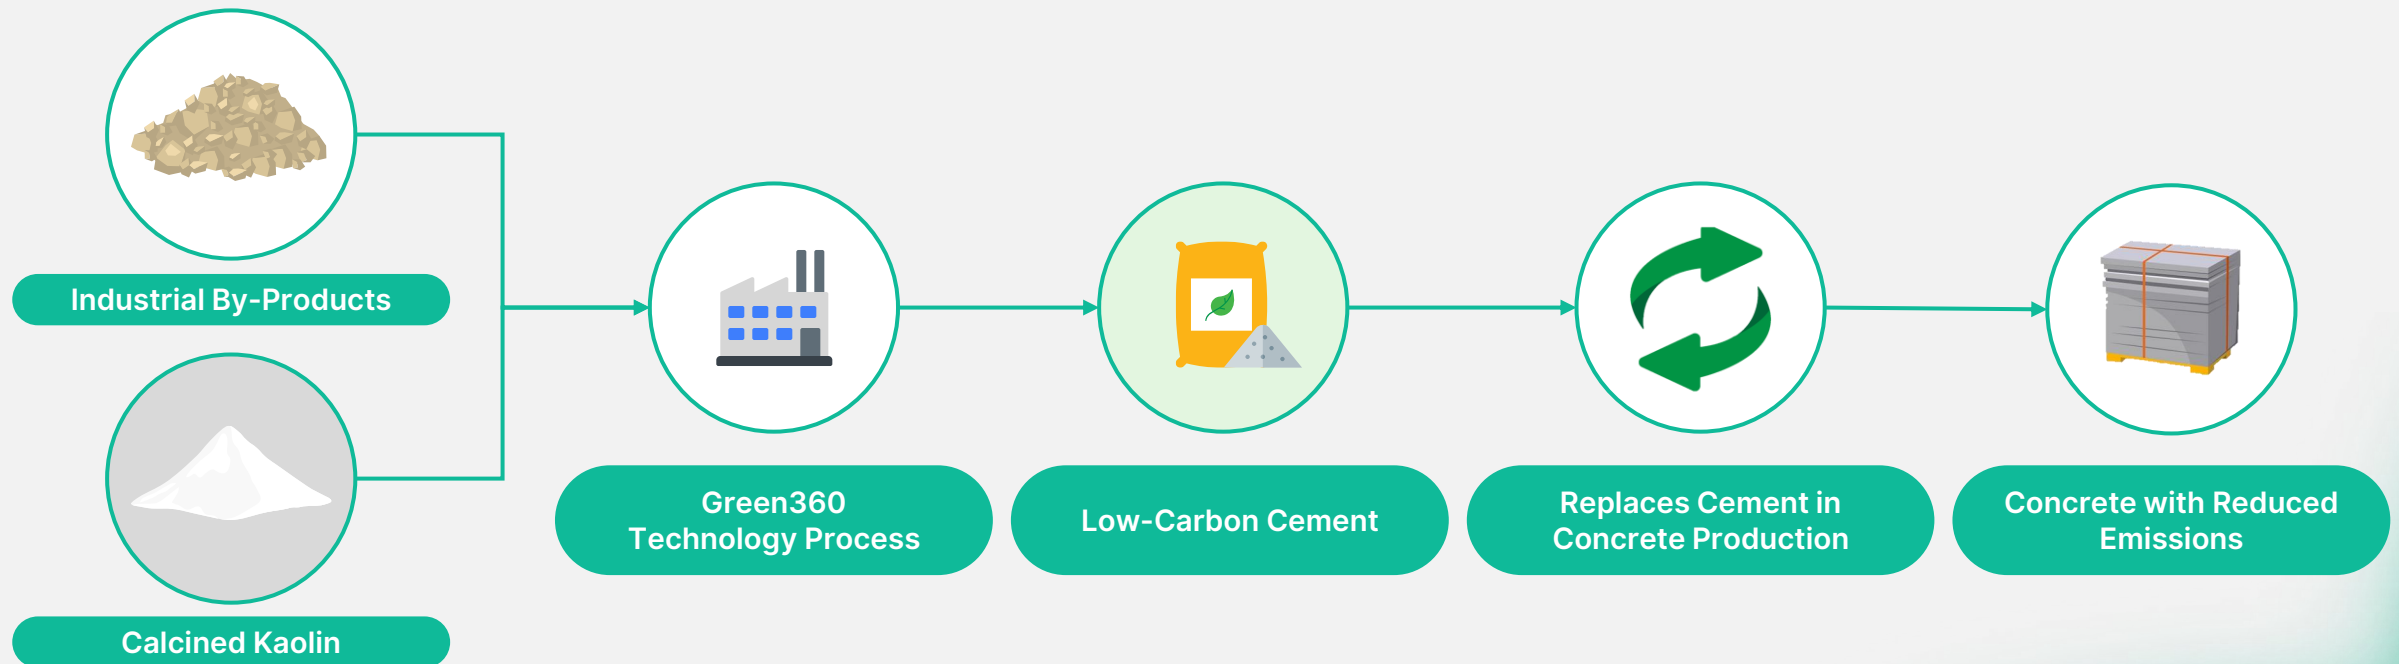 Industrial By-Products
Calcined Kaolin
Green360
Technology Process
Low-Carbon Cement
Replaces Cement in
Concrete Production
Concrete with Reduced
Emissions